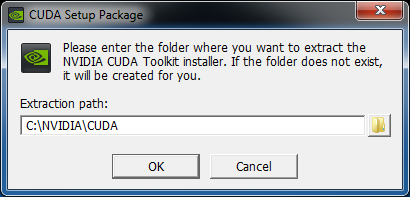 CUDA Setup Package
Please enter the folder where you want to extract the
NVIDIA CUDA Toolkit installer. If the folder does not exist,
it will be created for you.
Extraction path:
C:\NVIDIA\CUDA
OK
Cancel